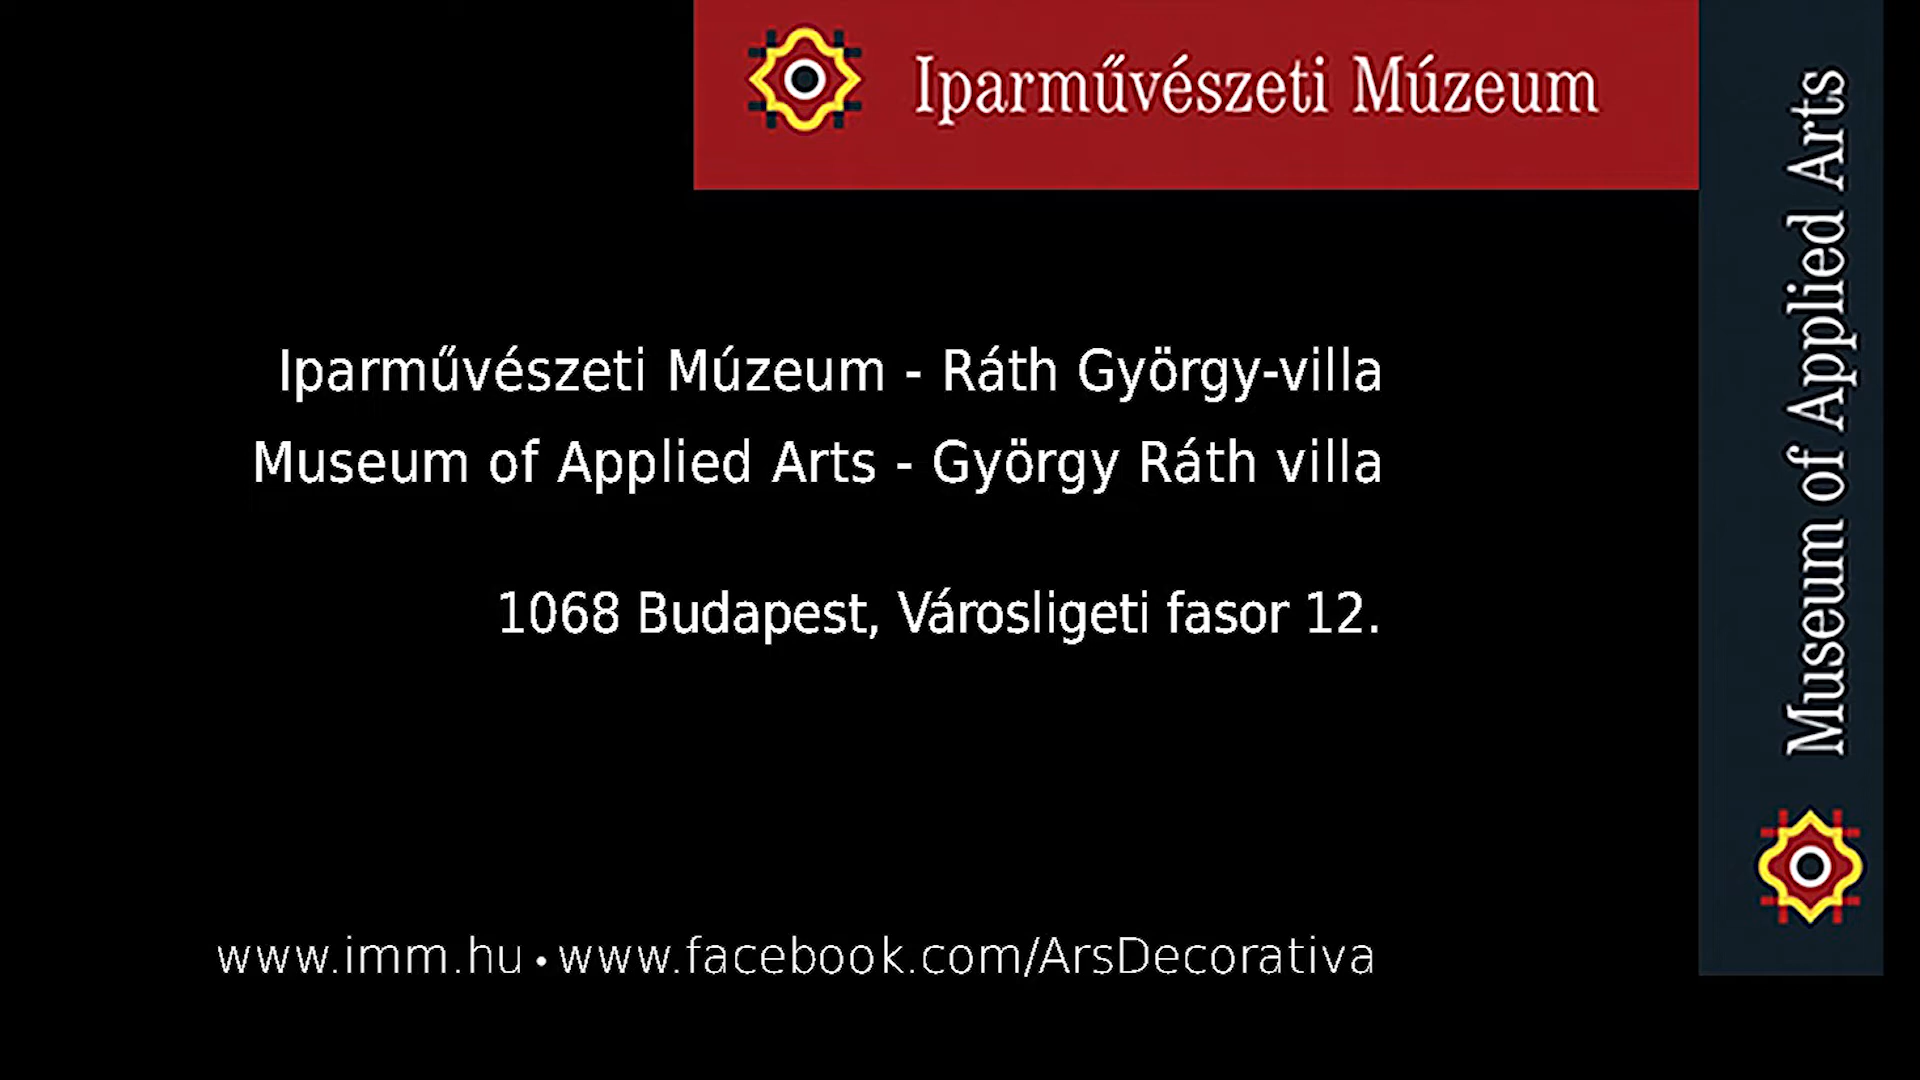 Iparművészeti Múzeum
Museum of Applied Arts
Iparművészeti Múzeum - Ráth György-villa
Museum of Applied Arts - György Ráth villa
1068 Budapest, Városligeti fasor 12.
www.imm.hu • www.facebook.com/ArsDecorativa